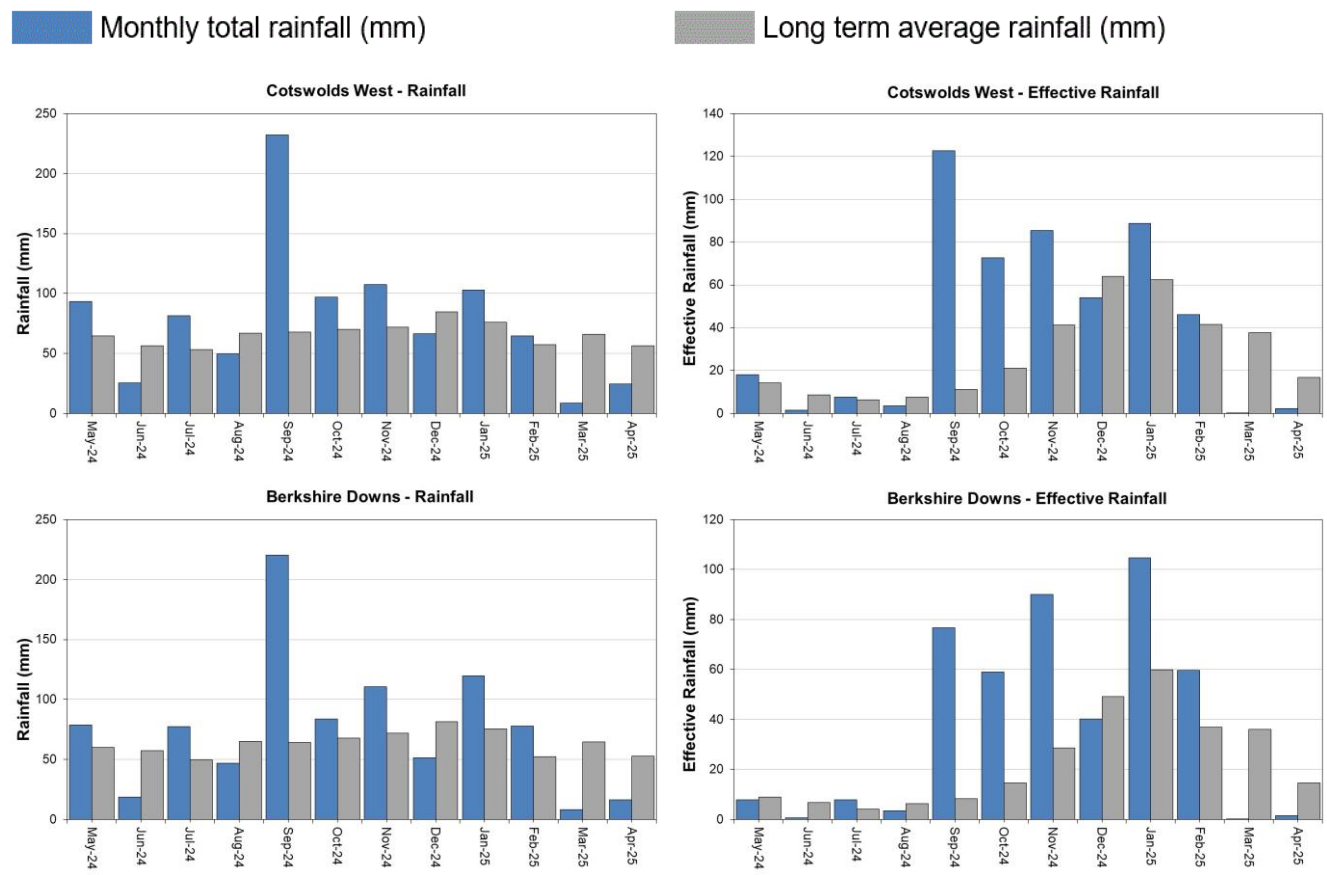 Monthly total rainfall (mm)
Long term average rainfall (mm)
Cotswolds West - Rainfall
Rainfall (mm)
250
200
150
100
50
0
May-24
Jun-24
Jul-24
Aug-24
Sep-24
Oct-24
Nov-24
Dec-24
Jan-25
Feb-25
Mar-25
Apr-25
Cotswolds West - Effective Rainfall
Effective Rainfall (mm)
140
120
100
80
60
40
20
0
May-24
Jun-24
Jul-24
Aug-24
Sep-24
Oct-24
Nov-24
Dec-24
Jan-25
Feb-25
Mar-25
Apr-25
Berkshire Downs - Rainfall
Rainfall (mm)
250
200
150
100
50
0
May-24
Jun-24
Jul-24
Aug-24
Sep-24
Oct-24
Nov-24
Dec-24
Jan-25
Feb-25
Mar-25
Apr-25
Berkshire Downs - Effective Rainfall
Effective Rainfall (mm)
120
100
80
60
40
20
0
May-24
Jun-24
Jul-24
Aug-24
Sep-24
Oct-24
Nov-24
Dec-24
Jan-25
Feb-25
Mar-25
Apr-25